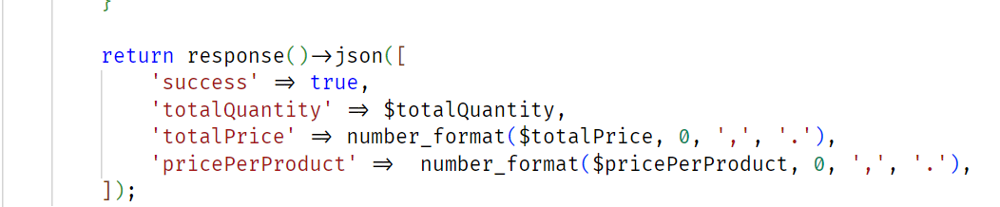 }
return response()->json([
'success' => true,
'totalQuantity' => $totalQuantity,
'totalPrice' => number_format($totalPrice, 0, ',', '.'),
'pricePerProduct' =>  number_format($pricePerProduct, 0, ',', '.'),
]);